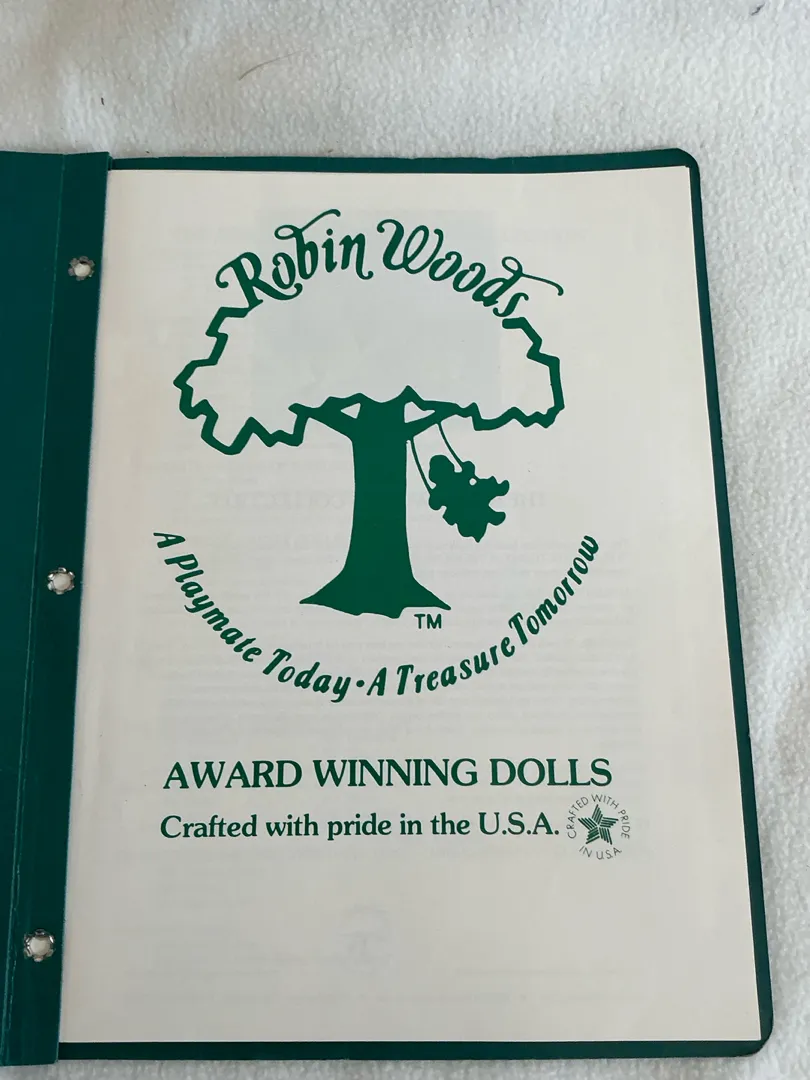 Robin Woods
TM
A Playmate Today • A Treasure Tomorrow
AWARD WINNING DOLLS
Crafted with pride in the U.S.A.
CRAFTED WITH PRIDE
IN U.S.A